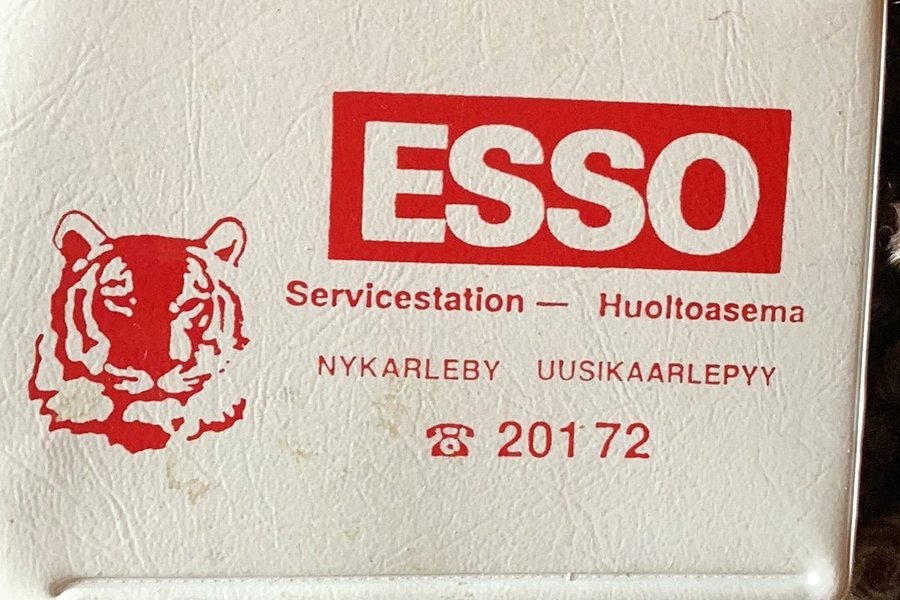 ESSO
Servicestation — Huoltoasema
NYKARLEBY UUSIKAARLEPYY
☎ 20172